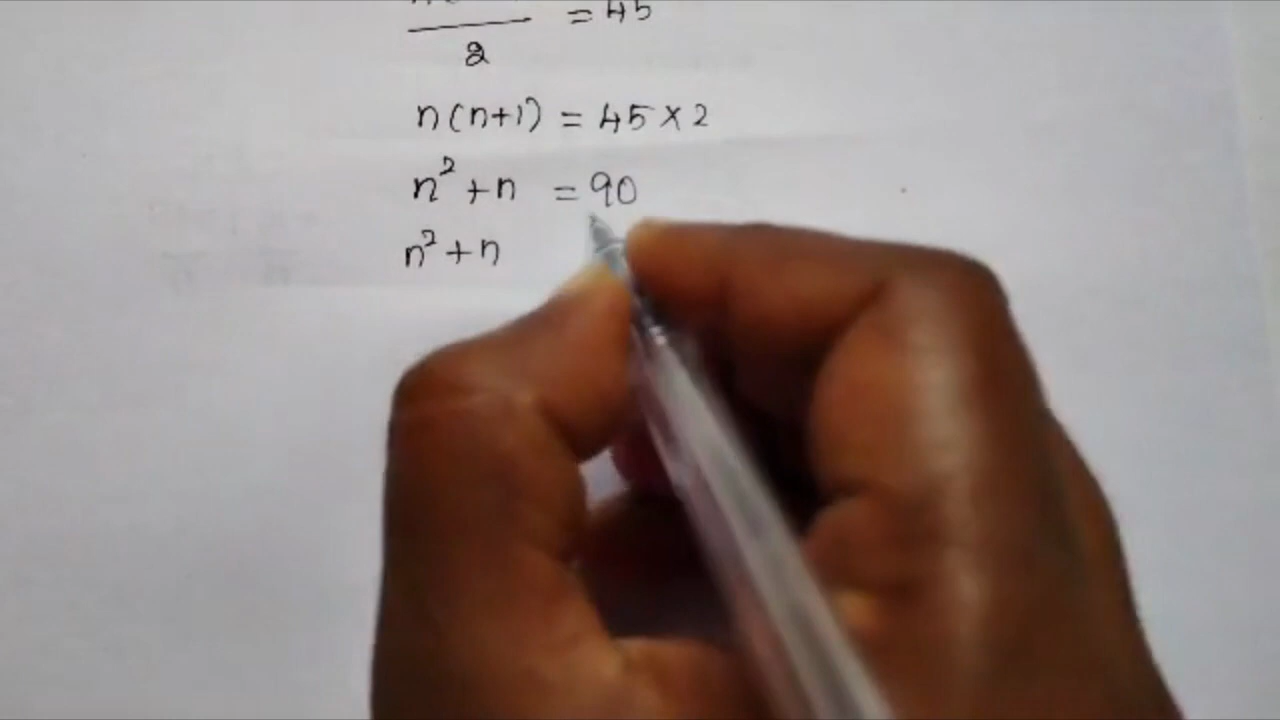 = 45
2
n(n+1) = 45 × 2
n² + n = 90
n² + n